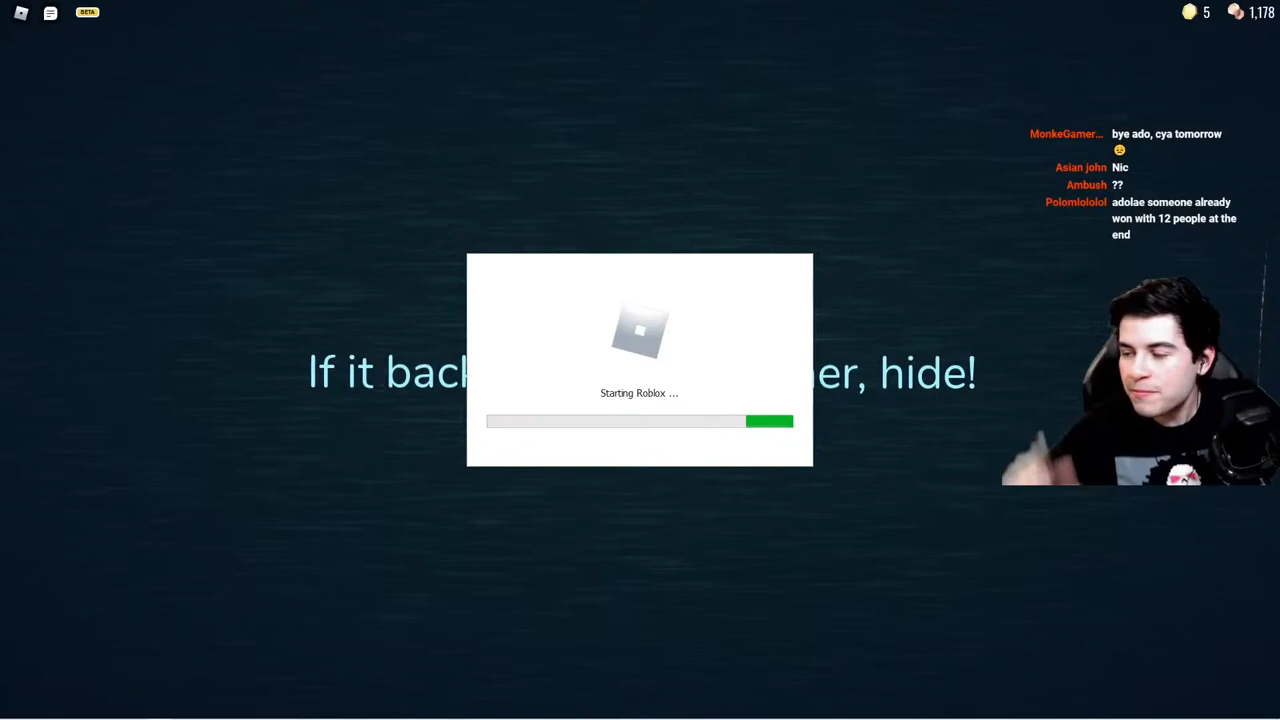 BETA
5
1,178
MonkeGamer... bye ado, cya tomorrow
Asian john Nic
Ambush ??
Polomlololol adolae someone already
won with 12 people at the
end
If it back er, hide!
Starting Roblox ...